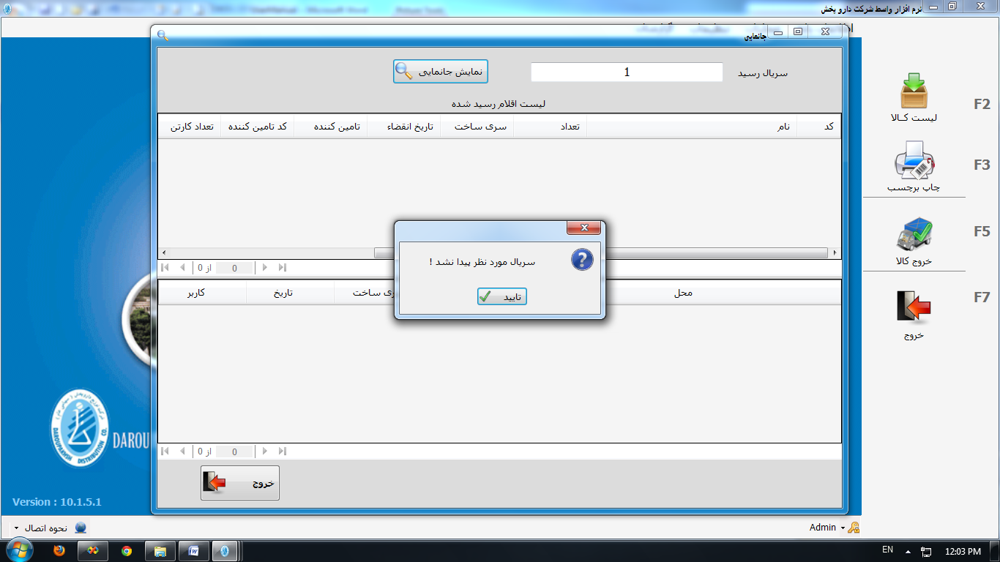 نرم افزار واسط شرکت دارو پخش
جانمایی
سریال رسید
1
نمایش جانمایی
لیست اقلام رسید شده
کد
نام
تعداد
سری ساخت
تاریخ انقضاء
تامین کننده
کد تامین کننده
تعداد کارتن
0 از 0
سریال مورد نظر پیدا نشد !
تایید
محل
ری ساخت
تاریخ
کاربر
0 از 0
خروج
F2
لیست کالا
F3
چاپ برچسب
F5
خروج کالا
F7
خروج
DAROUPAKHSH DISTRIBUTION CO.
DAROU
Version : 10.1.5.1
نحوه اتصال
Admin
EN
12:03 PM